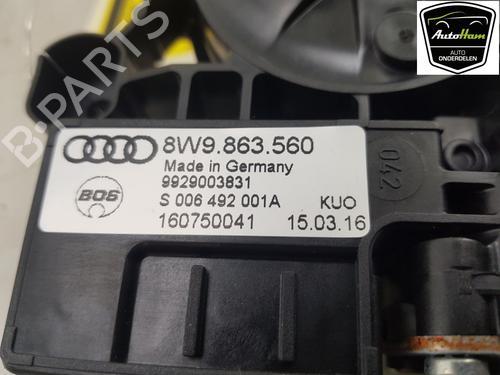 AutoHam
AUTO
ONDERDELEN
B-PARTS
8W9.863.560
Made in Germany
9929003831
BOS
S 006 492 001A KUO
160750041 15.03.16
042